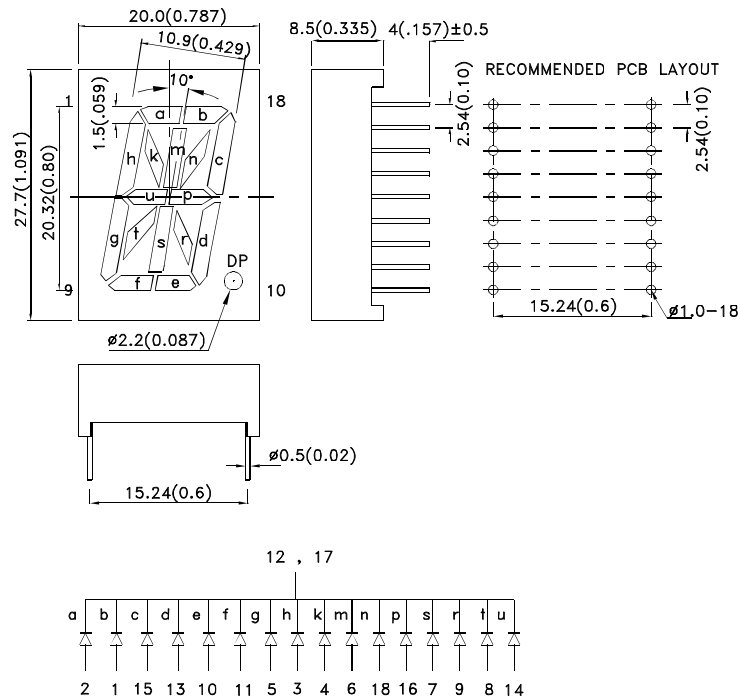 20.0(0.787)
10.9(0.429)
8.5(0.335)
4(.157)±0.5
10°
RECOMMENDED PCB LAYOUT
1
18
1.5(.059)
a
b
2.54(0.10)
2.54(0.10)
h
k
m
n
c
27.7(1.091)
20.32(0.80)
u
p
g
t
s
r
d
DP
9
f
e
10
15.24(0.6)
ø1.0-18
ø2.2(0.087)
ø0.5(0.02)
15.24(0.6)
12 , 17
a b c d e f g h k m n p s r t u
2 1 15 13 10 11 5 3 4 6 18 16 7 9 8 14